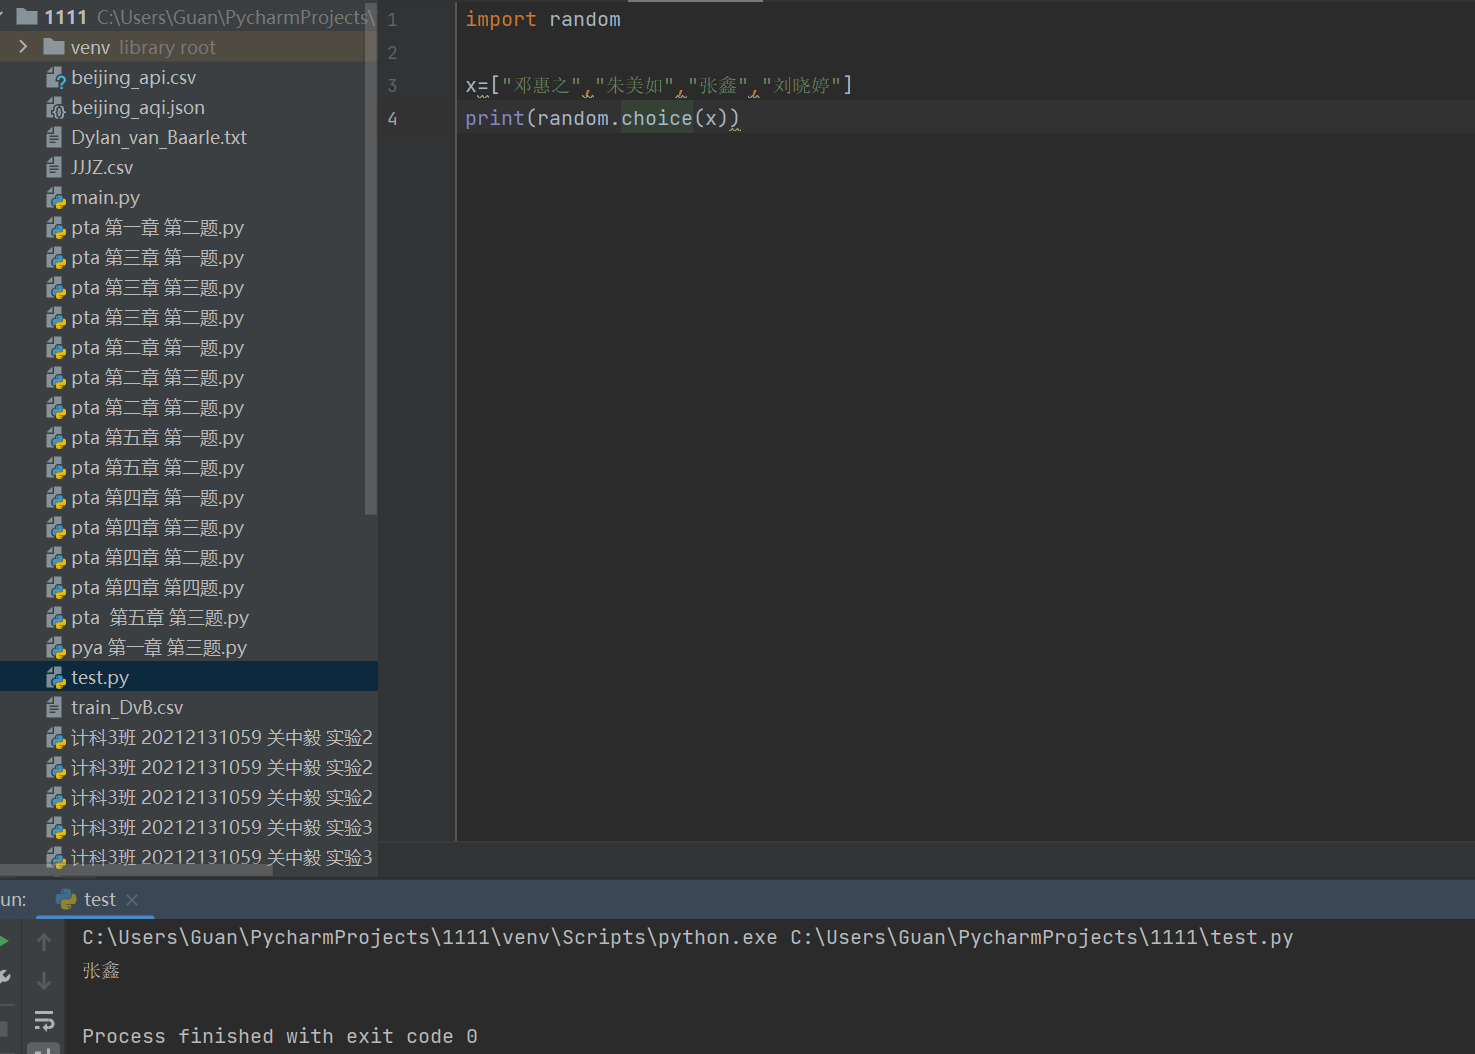 1111 C:\Users\Guan\PycharmProjects\
venv library root
beijing_api.csv
beijing_aqi.json
Dylan_van_Baarle.txt
JJJZ.csv
main.py
pta 第一章 第二题.py
pta 第三章 第一题.py
pta 第三章 第三题.py
pta 第三章 第二题.py
pta 第二章 第一题.py
pta 第二章 第三题.py
pta 第二章 第二题.py
pta 第五章 第一题.py
pta 第五章 第二题.py
pta 第四章 第一题.py
pta 第四章 第三题.py
pta 第四章 第二题.py
pta 第四章 第四题.py
pta  第五章 第三题.py
pya 第一章 第三题.py
test.py
train_DvB.csv
计科3班 20212131059 关中毅 实验2
计科3班 20212131059 关中毅 实验2
计科3班 20212131059 关中毅 实验2
计科3班 20212131059 关中毅 实验3
计科3班 20212131059 关中毅 实验3
1 import random
2
3 x=["邓惠之","朱美如","张鑫","刘晓婷"]
4 print(random.choice(x))
un: test
C:\Users\Guan\PycharmProjects\1111\venv\Scripts\python.exe C:\Users\Guan\PycharmProjects\1111\test.py
张鑫
Process finished with exit code 0